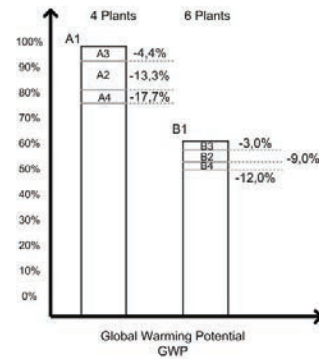 4 Plants 6 Plants
A1
100%
90%
80%
70%
60%
50%
40%
30%
20%
10%
0%
A3 -4,4%
A2 -13,3%
A4 -17,7%
B1
B3 -3,0%
B2 -9,0%
B4 -12,0%
Global Warming Potential
GWP